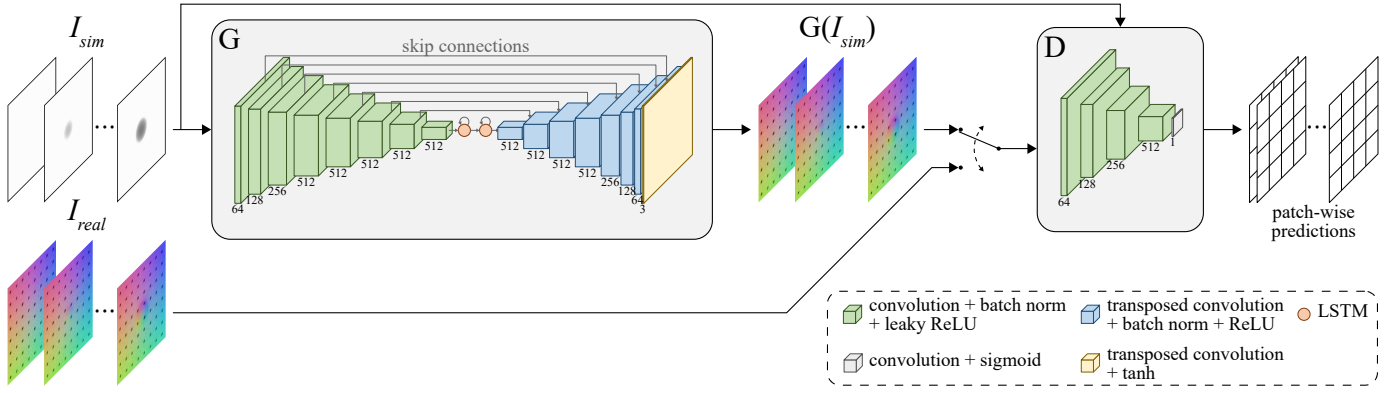 I_sim
G
skip connections
G(I_sim)
D
...
...
64
128
256
512
512
512
512
512
512
512
512
512
512
256
128
64
3
...
64
128
256
512
1
...
patch-wise
predictions
I_real
...
convolution + batch norm
+ leaky ReLU
transposed convolution
+ batch norm + ReLU
LSTM
convolution + sigmoid
transposed convolution
+ tanh